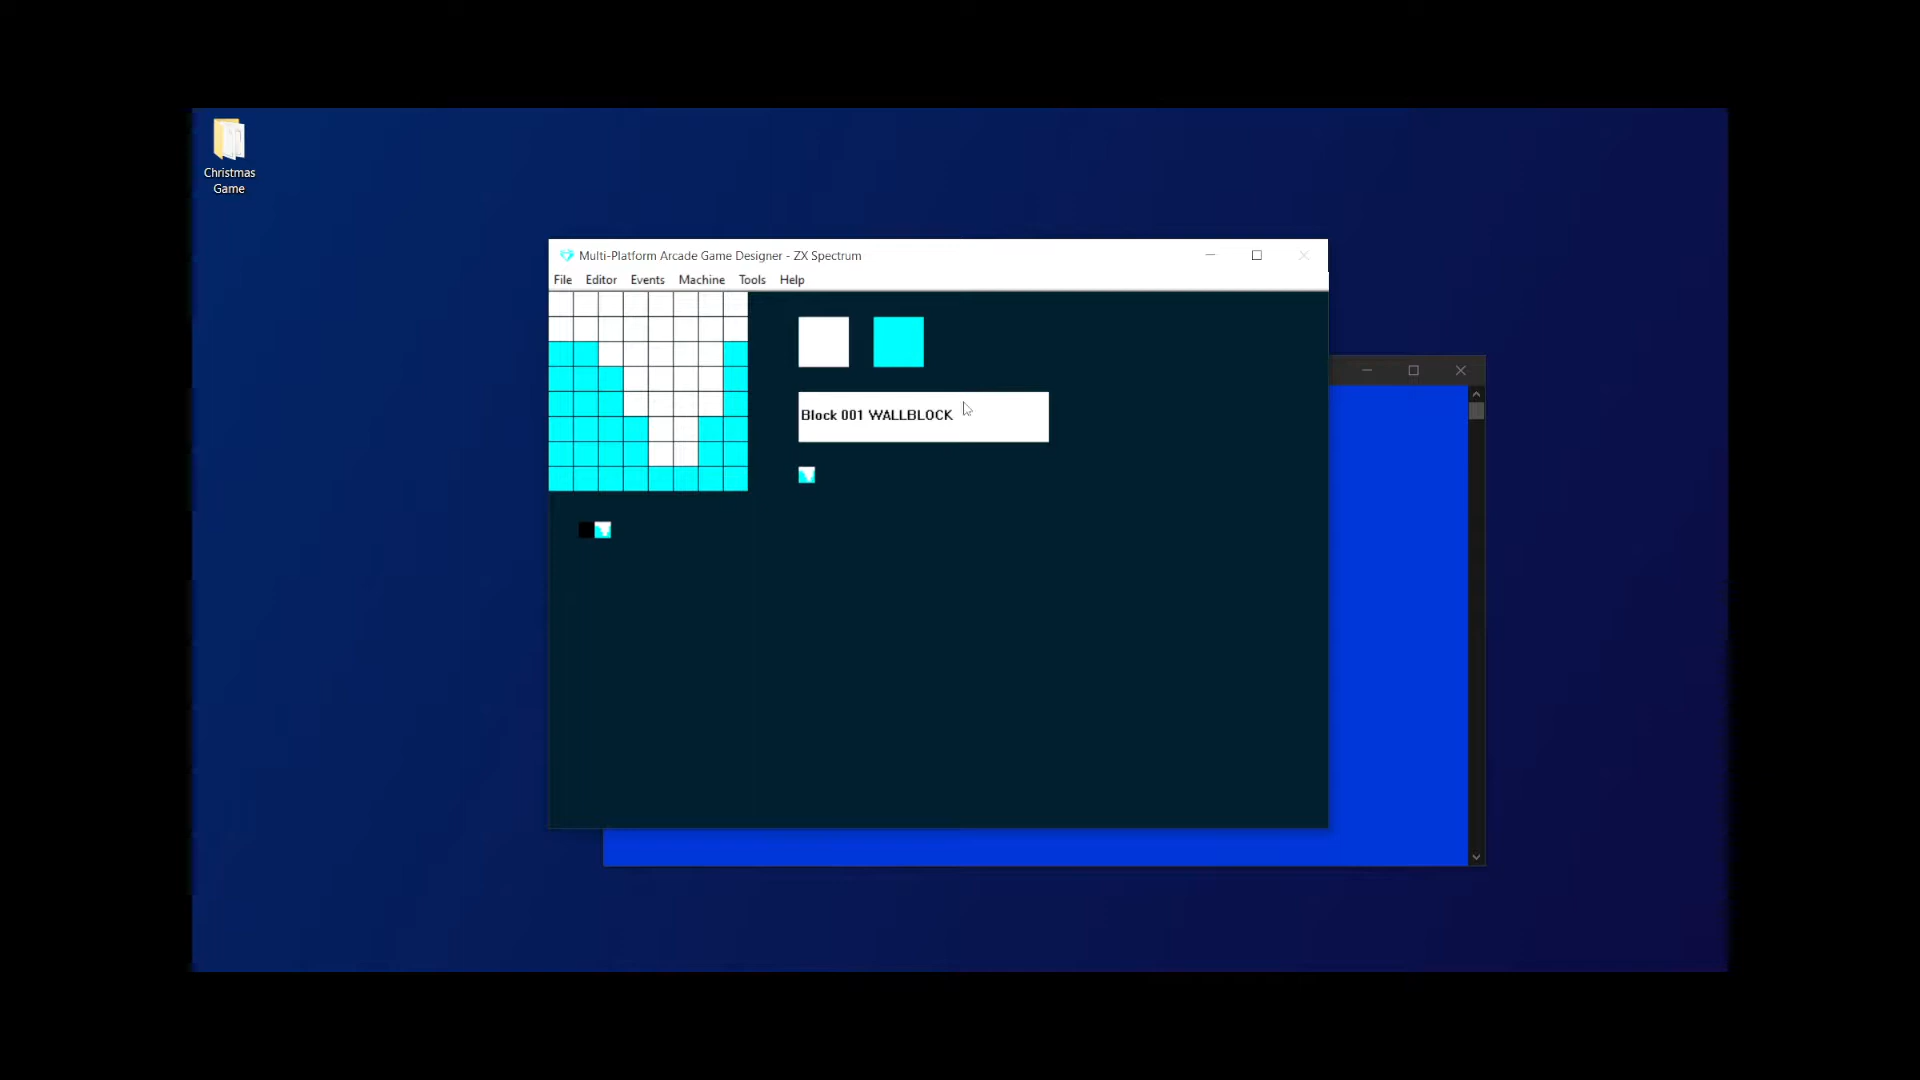 Christmas
Game
Multi-Platform Arcade Game Designer - ZX Spectrum
File Editor Events Machine Tools Help
Block 001 WALLBLOCK